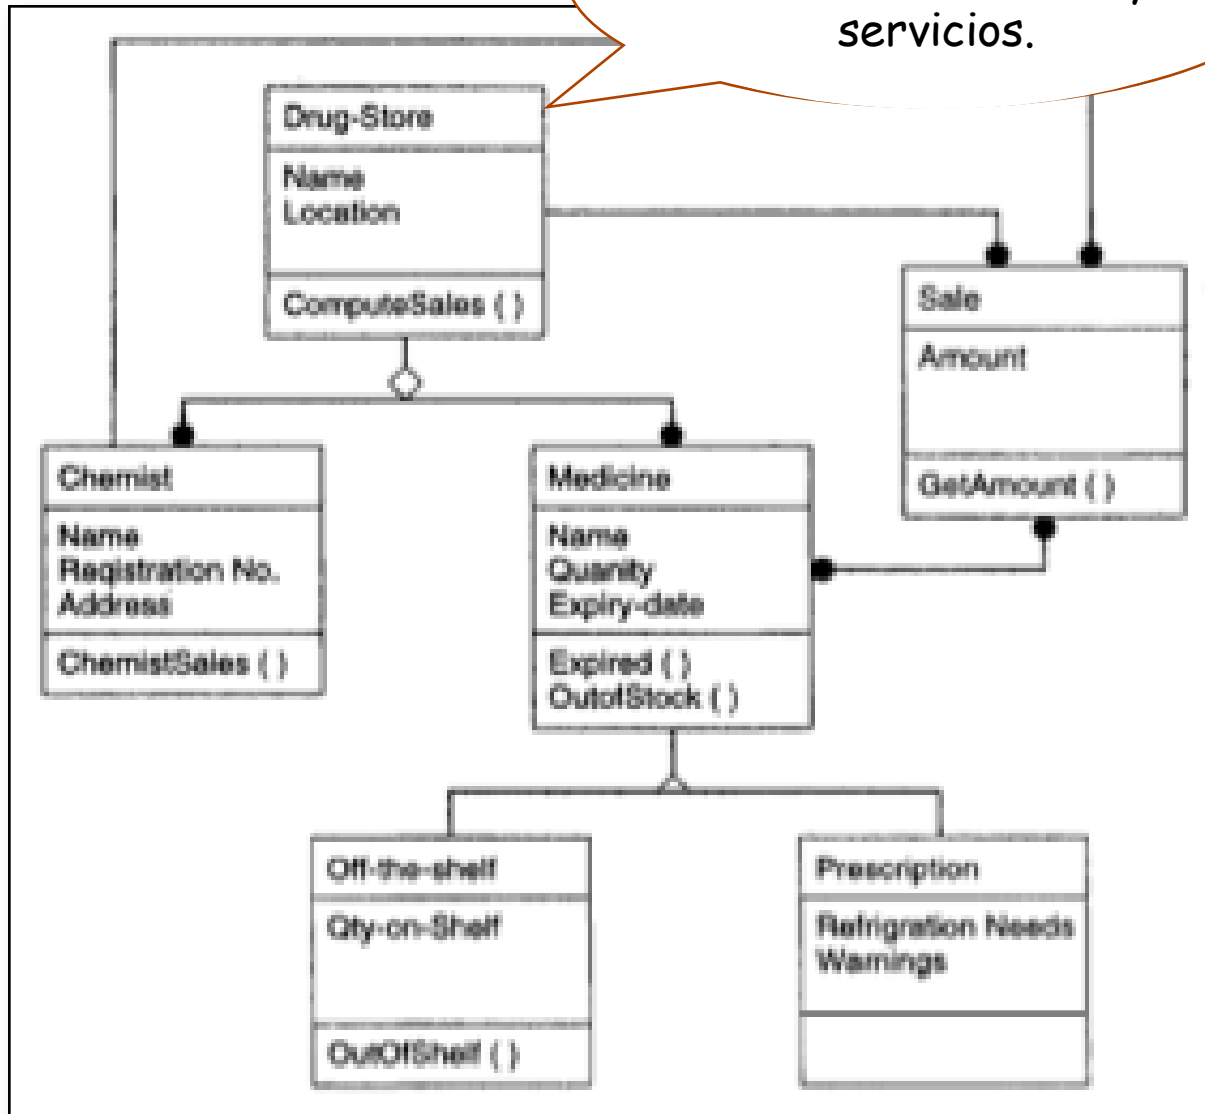 servicios.
Drug-Store
Name
Location
ComputeSales ( )
Sale
Amount
GetAmount ( )
Chemist
Name
Registration No.
Address
ChemistSales ( )
Medicine
Name
Quanity
Expiry-date
Expired ( )
OutofStock ( )
Off-the-shelf
Qty-on-Shelf
OutOfShelf ( )
Prescription
Refrigration Needs
Warnings